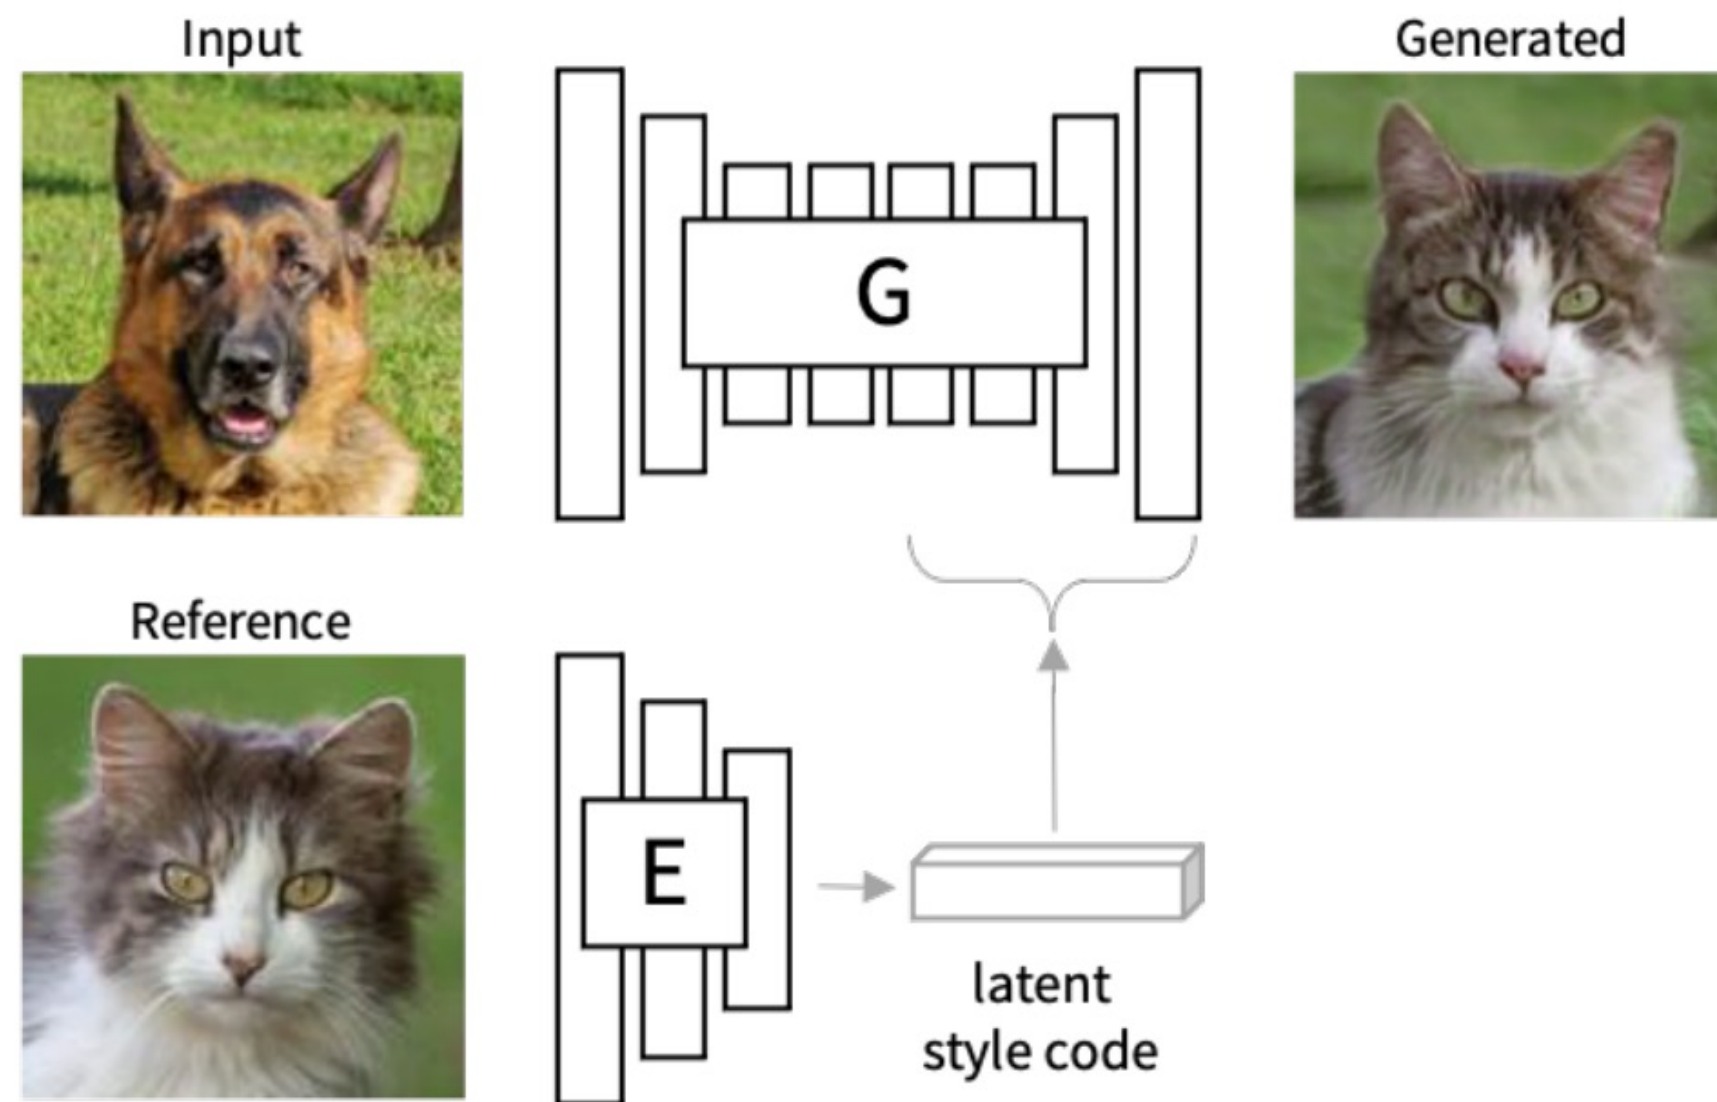 Input
Generated
G
Reference
E
latent
style code